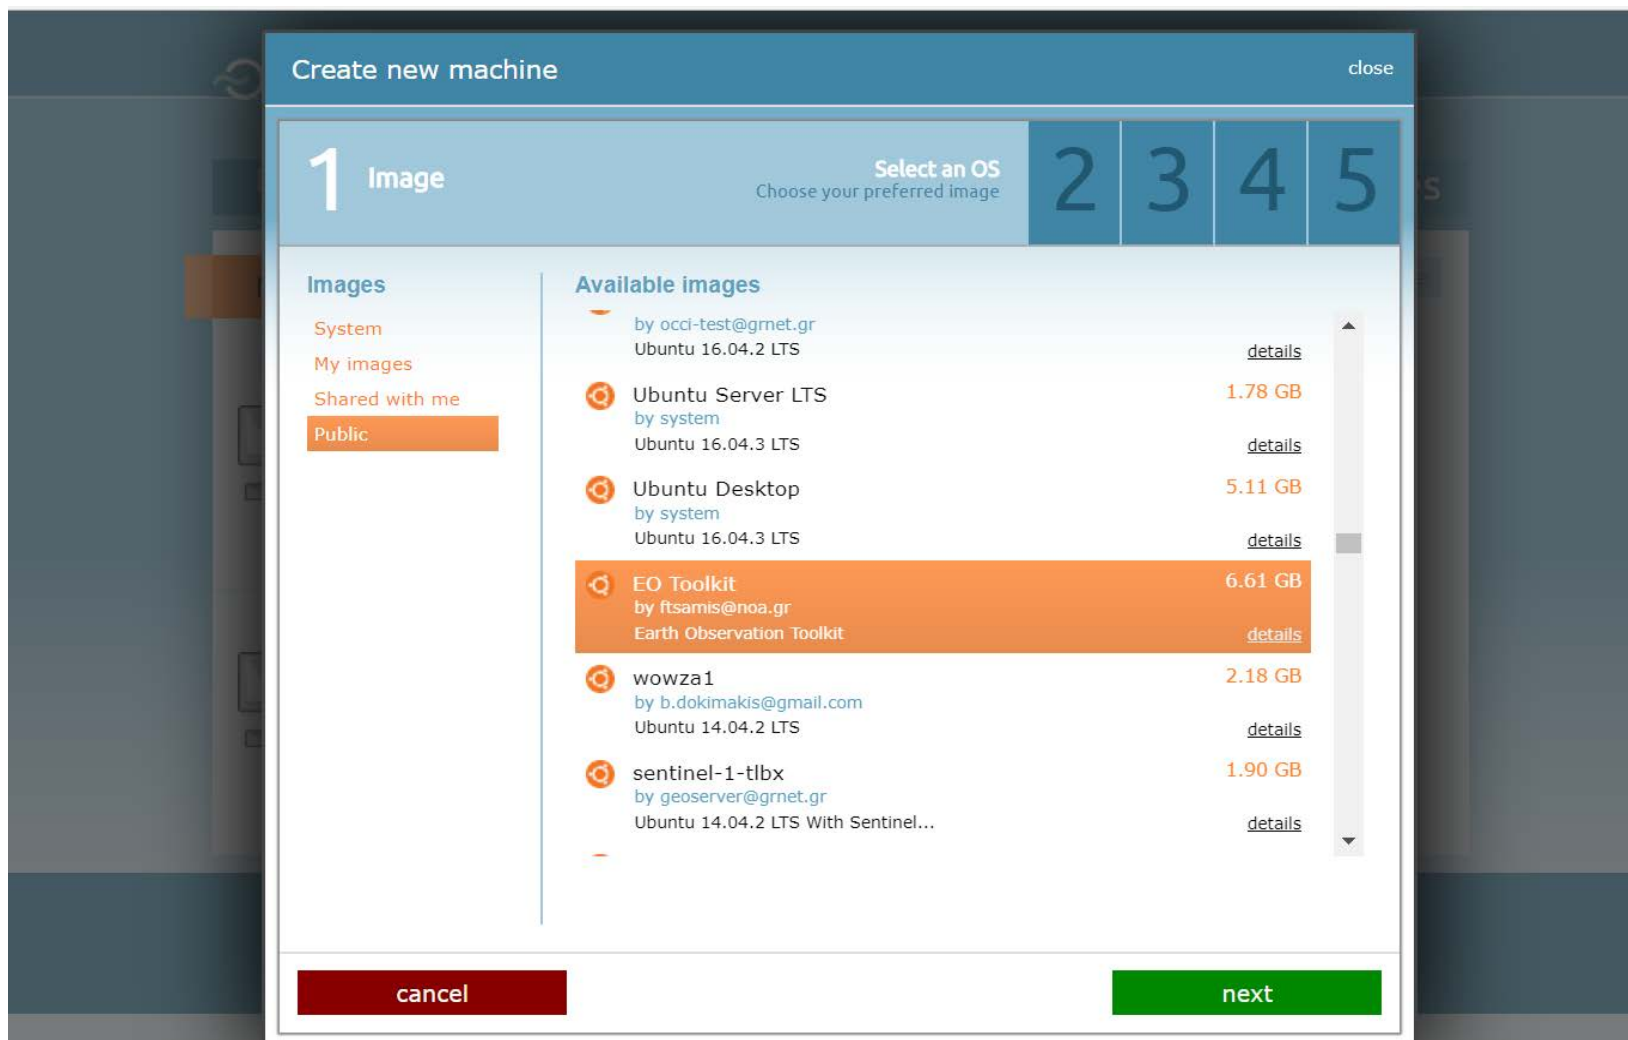 Create new machine
close
1 Image
Select an OS
Choose your preferred image
2 3 4 5
Images
System
My images
Shared with me
Public
Available images
by occi-test@grnet.gr
Ubuntu 16.04.2 LTS
details
Ubuntu Server LTS
1.78 GB
by system
Ubuntu 16.04.3 LTS
details
Ubuntu Desktop
5.11 GB
by system
Ubuntu 16.04.3 LTS
details
EO Toolkit
6.61 GB
by ftsamis@noa.gr
Earth Observation Toolkit
details
wowza1
2.18 GB
by b.dokimakis@gmail.com
Ubuntu 14.04.2 LTS
details
sentinel-1-tlbx
1.90 GB
by geoserver@grnet.gr
Ubuntu 14.04.2 LTS With Sentinel...
details
cancel
next